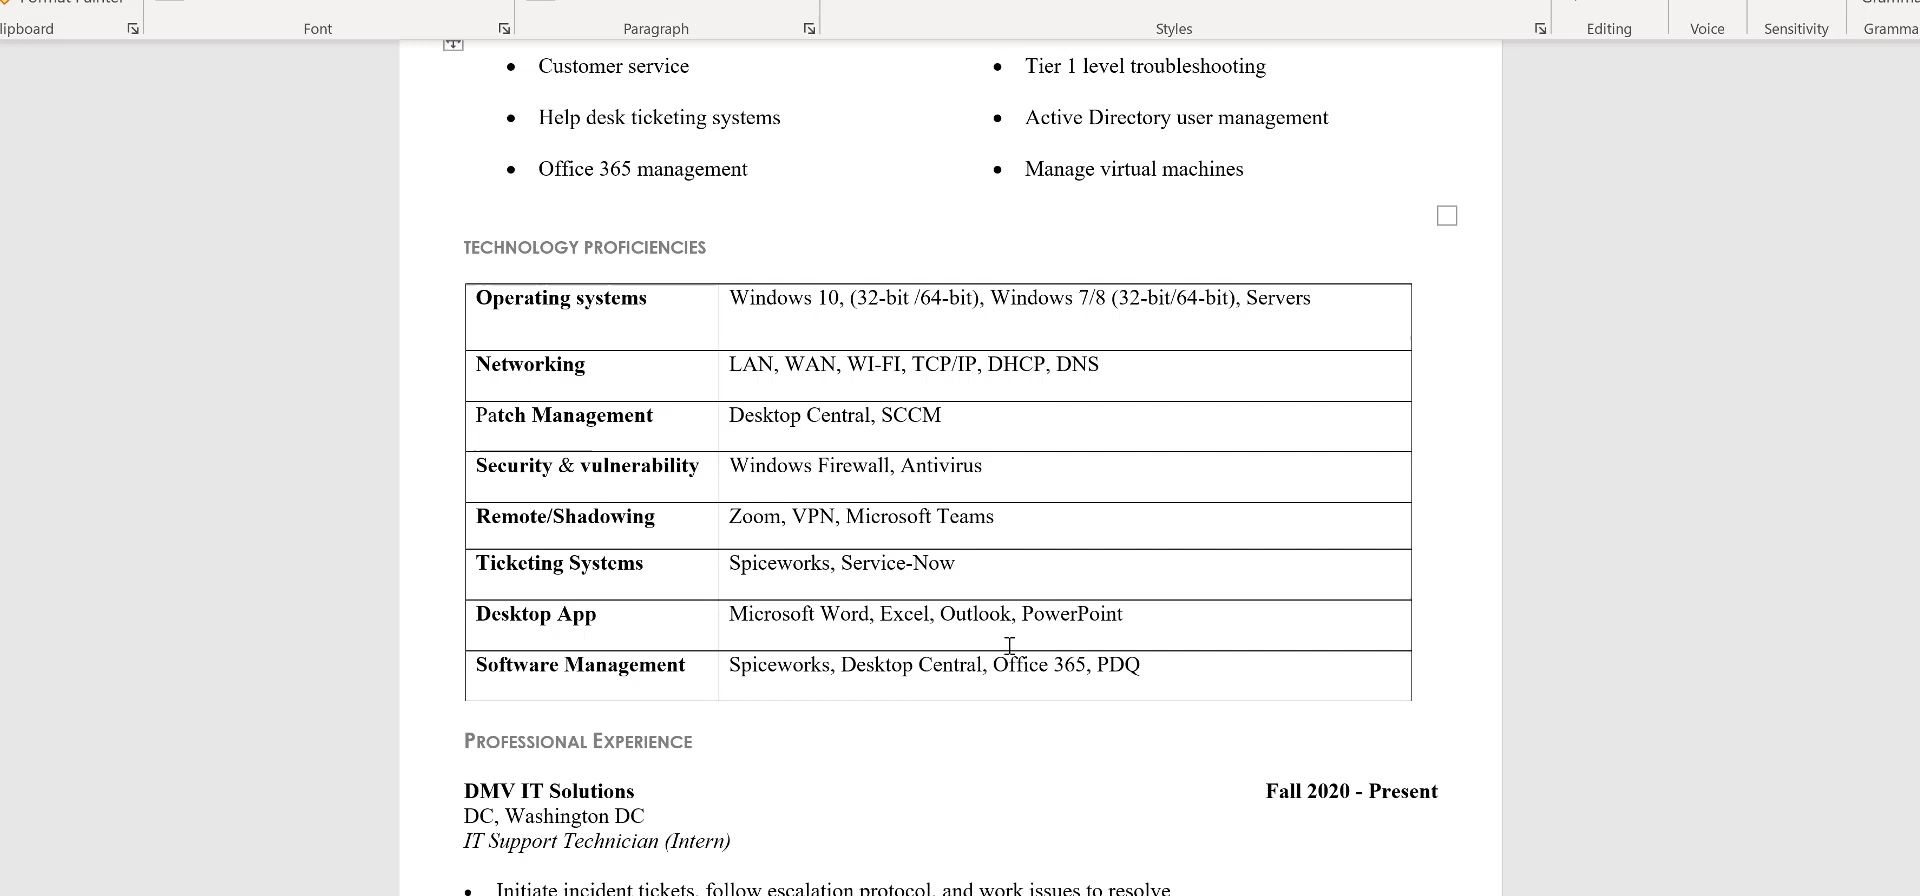 lipboard
Font
Paragraph
Styles
Editing
Voice
Sensitivity
Gramma
• Customer service
• Tier 1 level troubleshooting
• Help desk ticketing systems
• Active Directory user management
• Office 365 management
• Manage virtual machines
TECHNOLOGY PROFICIENCIES
Operating systems Windows 10, (32-bit /64-bit), Windows 7/8 (32-bit/64-bit), Servers
Networking LAN, WAN, WI-FI, TCP/IP, DHCP, DNS
Patch Management Desktop Central, SCCM
Security & vulnerability Windows Firewall, Antivirus
Remote/Shadowing Zoom, VPN, Microsoft Teams
Ticketing Systems Spiceworks, Service-Now
Desktop App Microsoft Word, Excel, Outlook, PowerPoint
Software Management Spiceworks, Desktop Central, Office 365, PDQ
PROFESSIONAL EXPERIENCE
DMV IT Solutions Fall 2020 - Present
DC, Washington DC
IT Support Technician (Intern)
• Initiate incident tickets, follow escalation protocol, and work issues to resolve